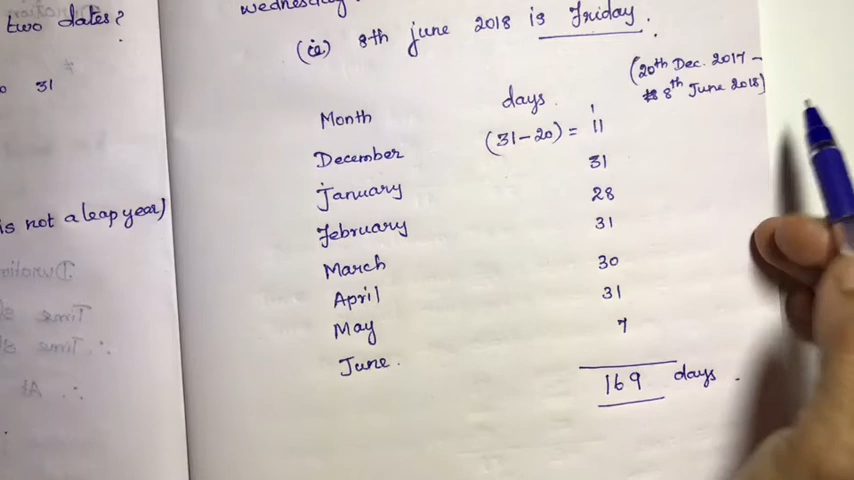 two dates?
31
is not a leap year)
wednesday.
(ii) 8th june 2018 is Friday.
(20th Dec. 2017 -
8th June 2018)
Month days
December (31-20) = 11
January 31
February 28
March 31
April 30
May 31
June. 7
169 days.